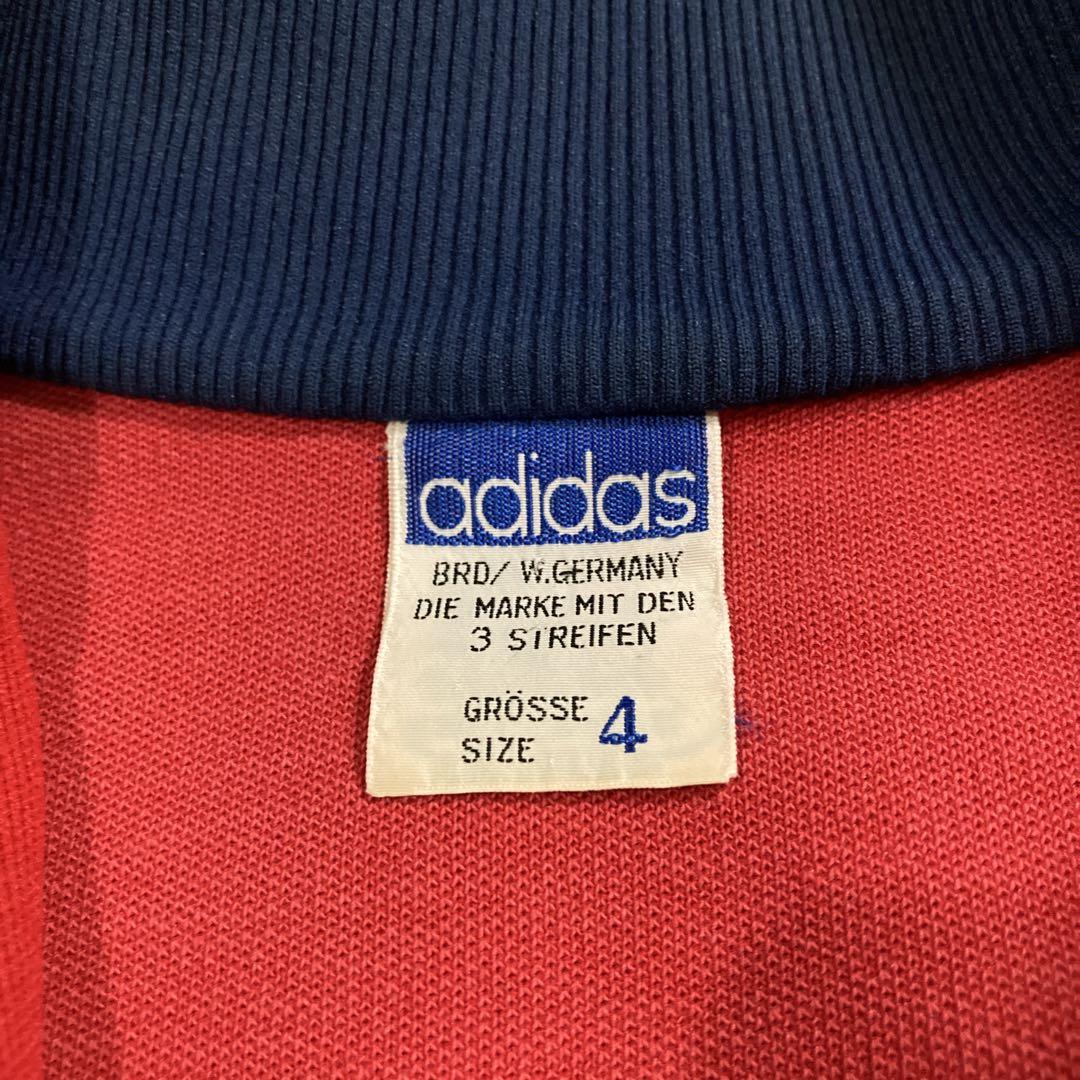 adidas
BRD/ W.GERMANY
DIE MARKE MIT DEN
3 STREIFEN
GRÖSSE 4
SIZE